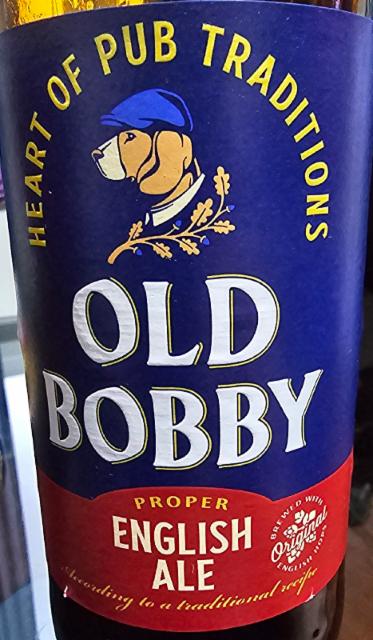 HEART OF PUB TRADITIONS
OLD
BOBBY
PROPER
ENGLISH
ALE
According to a traditional recipe
BREWED WITH
Original
ENGLISH HOPS